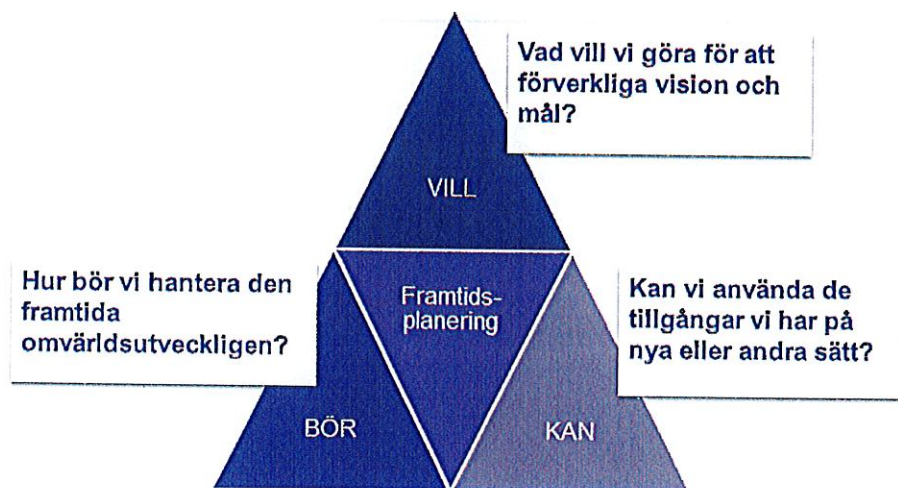 Vad vill vi göra för att
förverkliga vision och
mål?
VILL
Hur bör vi hantera den
framtida
omvärldsutveckligen?
Framtids-
planering
Kan vi använda de
tillgångar vi har på
nya eller andra sätt?
BÖR
KAN